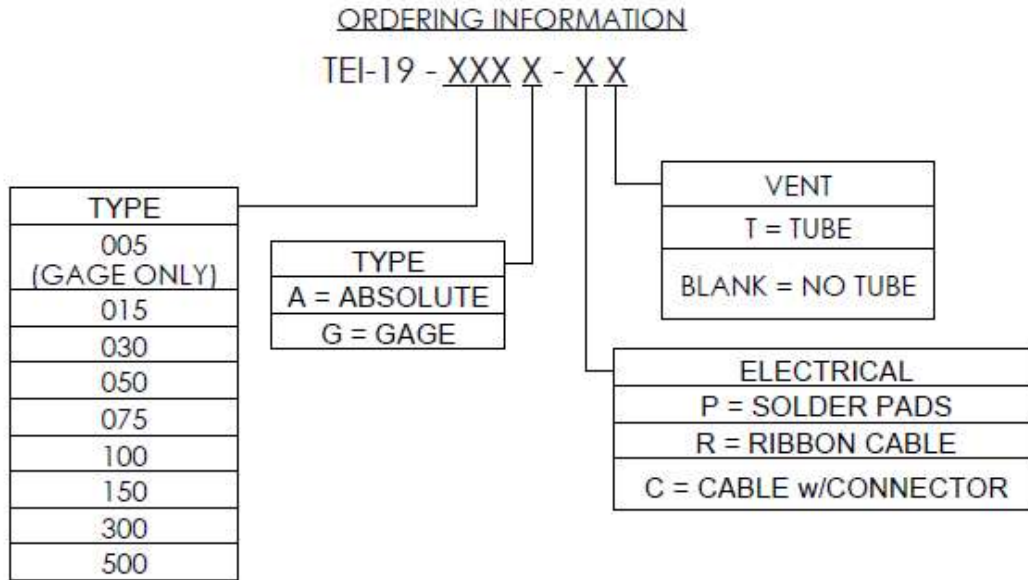 ORDERING INFORMATION
TEI-19 - XXX X - X X
TYPE
005
(GAGE ONLY)
015
030
050
075
100
150
300
500
TYPE
A = ABSOLUTE
G = GAGE
VENT
T = TUBE
BLANK = NO TUBE
ELECTRICAL
P = SOLDER PADS
R = RIBBON CABLE
C = CABLE w/CONNECTOR